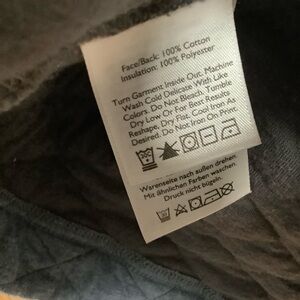 Face/Back: 100% Cotton
Insulation: 100% Polyester
Turn Garment Inside Out. Machine
Wash Cold Delicate With Like
Colors. Do Not Bleach. Tumble
Dry Low Or For Best Results
Reshape, Dry Flat. Cool Iron As
Desired. Do Not Iron On Print.
Warenseite nach außen drehen
Mit ähnlichen Farben waschen.
Druck nicht bügeln.